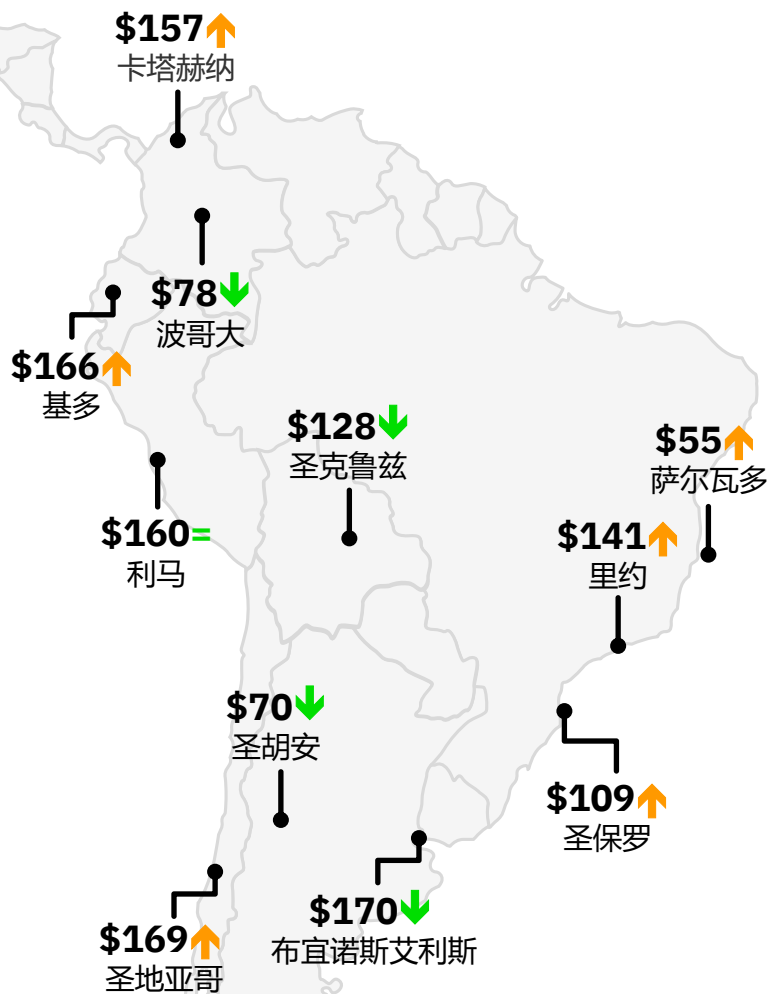 $157↑
卡塔赫纳
$78↓
波哥大
$166↑
基多
$128↓
圣克鲁兹
$55↑
萨尔瓦多
$160=
利马
$141↑
里约
$70↓
圣胡安
$109↑
圣保罗
$170↓
布宜诺斯艾利斯
$169↑
圣地亚哥